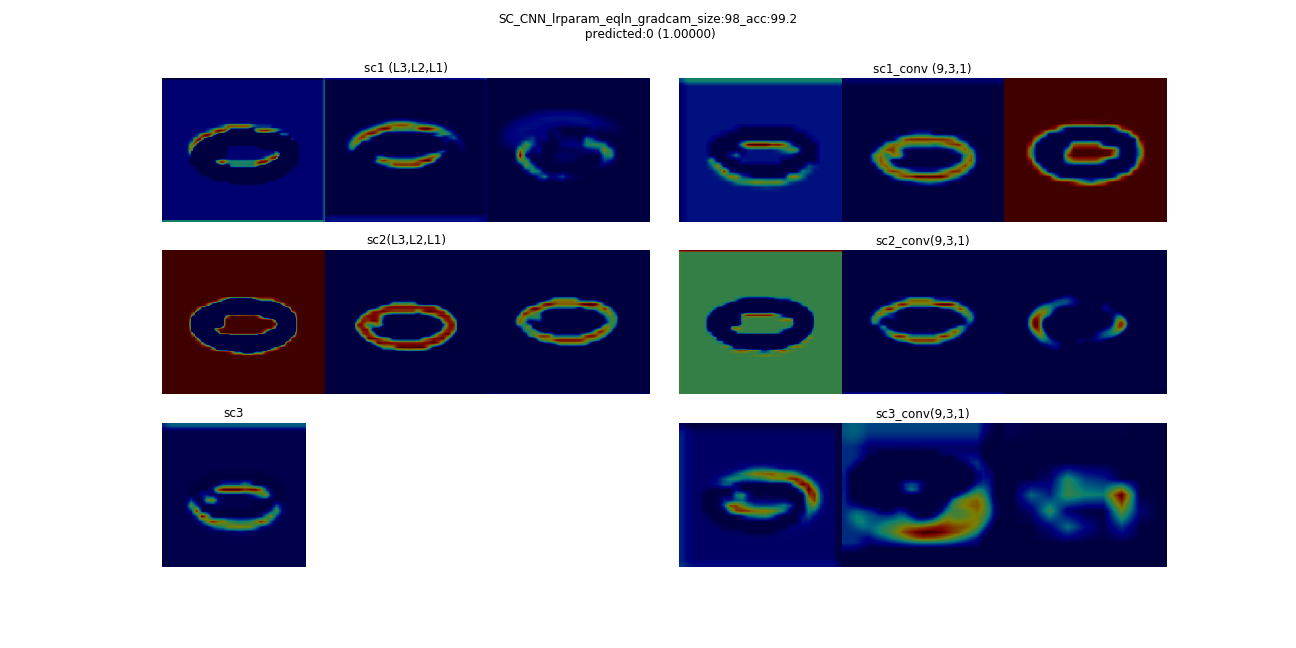 SC_CNN_lrparam_eqln_gradcam_size:98_acc:99.2
predicted:0 (1.00000)
sc1 (L3,L2,L1)
sc1_conv (9,3,1)
sc2(L3,L2,L1)
sc2_conv(9,3,1)
sc3
sc3_conv(9,3,1)